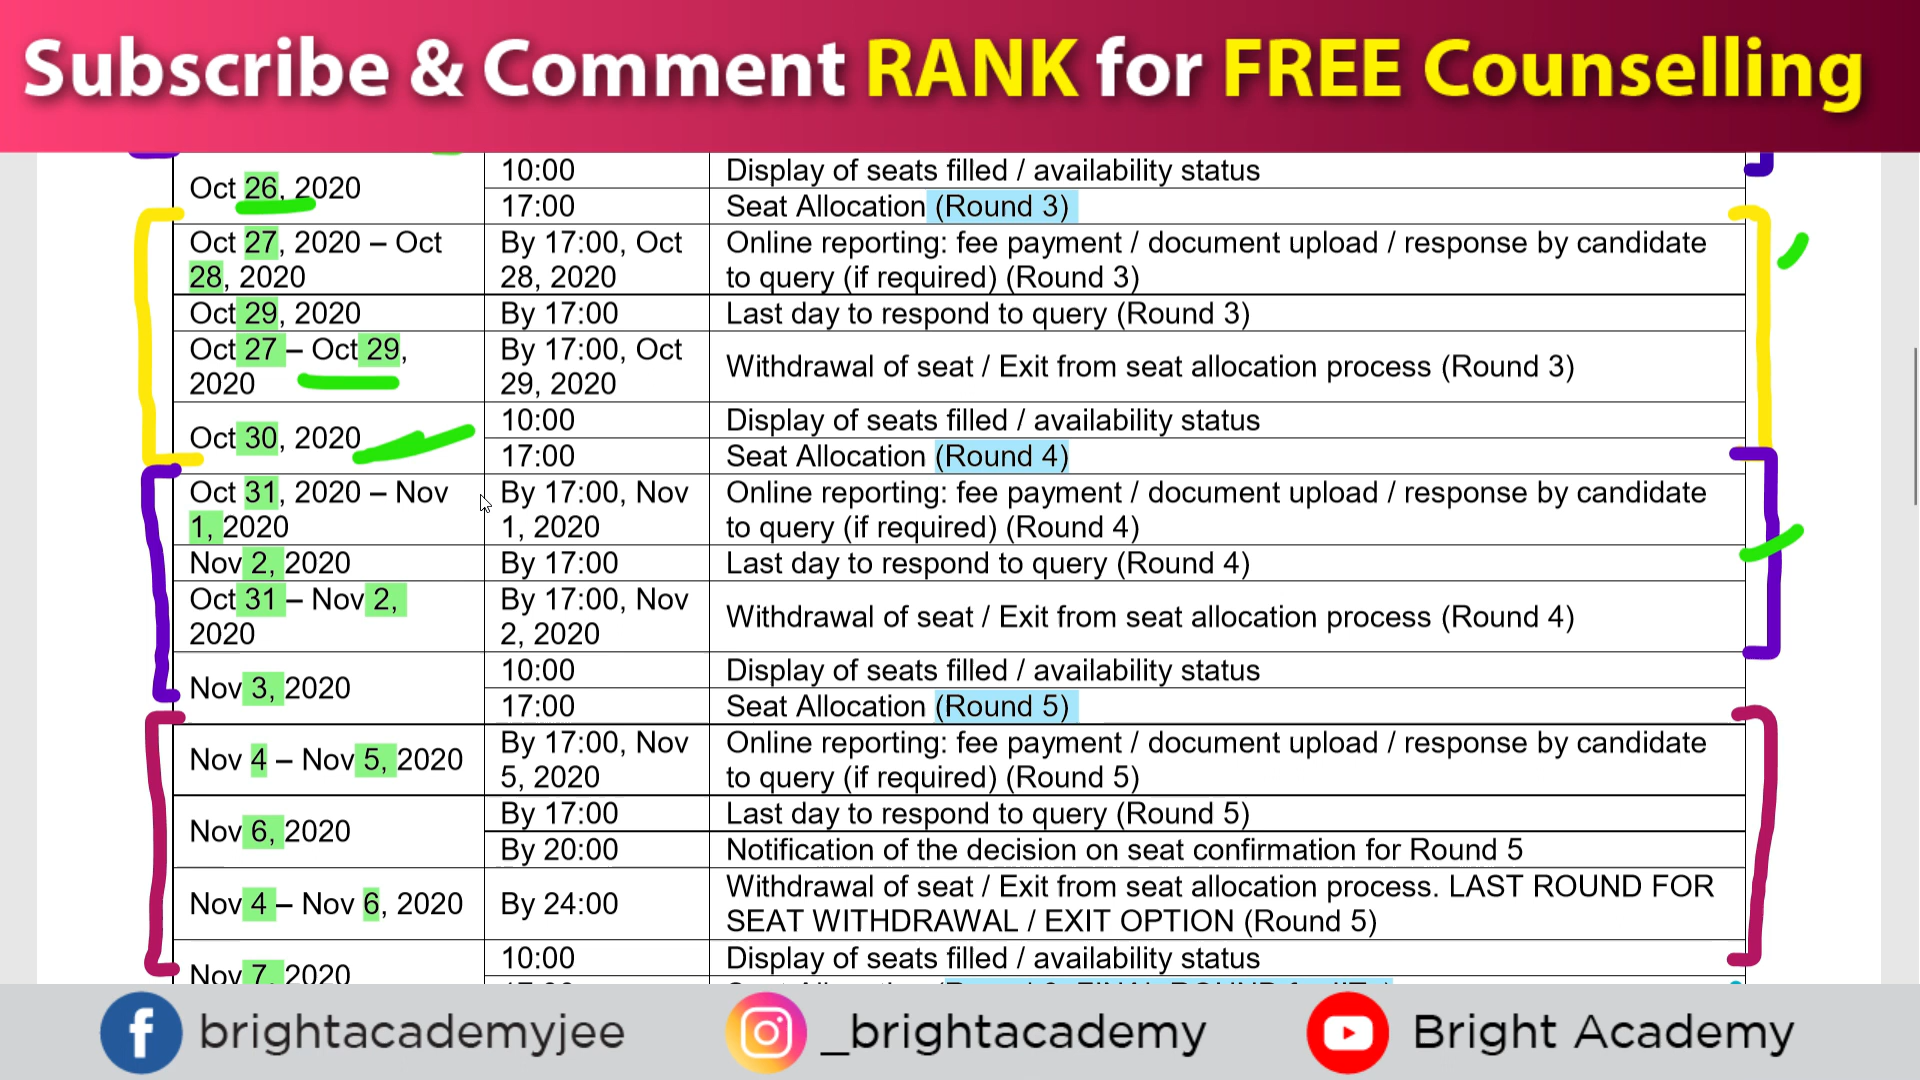 Subscribe & Comment RANK for FREE Counselling
Oct 26, 2020
10:00
Display of seats filled / availability status
17:00
Seat Allocation (Round 3)
Oct 27, 2020 – Oct
28, 2020
By 17:00, Oct
28, 2020
Online reporting: fee payment / document upload / response by candidate
to query (if required) (Round 3)
Oct 29, 2020
By 17:00
Last day to respond to query (Round 3)
Oct 27 – Oct 29,
2020
By 17:00, Oct
29, 2020
Withdrawal of seat / Exit from seat allocation process (Round 3)
Oct 30, 2020
10:00
Display of seats filled / availability status
17:00
Seat Allocation (Round 4)
Oct 31, 2020 – Nov
1, 2020
By 17:00, Nov
1, 2020
Online reporting: fee payment / document upload / response by candidate
to query (if required) (Round 4)
Nov 2, 2020
By 17:00
Last day to respond to query (Round 4)
Oct 31 – Nov 2,
2020
By 17:00, Nov
2, 2020
Withdrawal of seat / Exit from seat allocation process (Round 4)
Nov 3, 2020
10:00
Display of seats filled / availability status
17:00
Seat Allocation (Round 5)
Nov 4 – Nov 5, 2020
By 17:00, Nov
5, 2020
Online reporting: fee payment / document upload / response by candidate
to query (if required) (Round 5)
Nov 6, 2020
By 17:00
Last day to respond to query (Round 5)
By 20:00
Notification of the decision on seat confirmation for Round 5
Nov 4 – Nov 6, 2020
By 24:00
Withdrawal of seat / Exit from seat allocation process. LAST ROUND FOR
SEAT WITHDRAWAL / EXIT OPTION (Round 5)
Nov 7, 2020
10:00
Display of seats filled / availability status
brightacademyjee
_brightacademy
Bright Academy